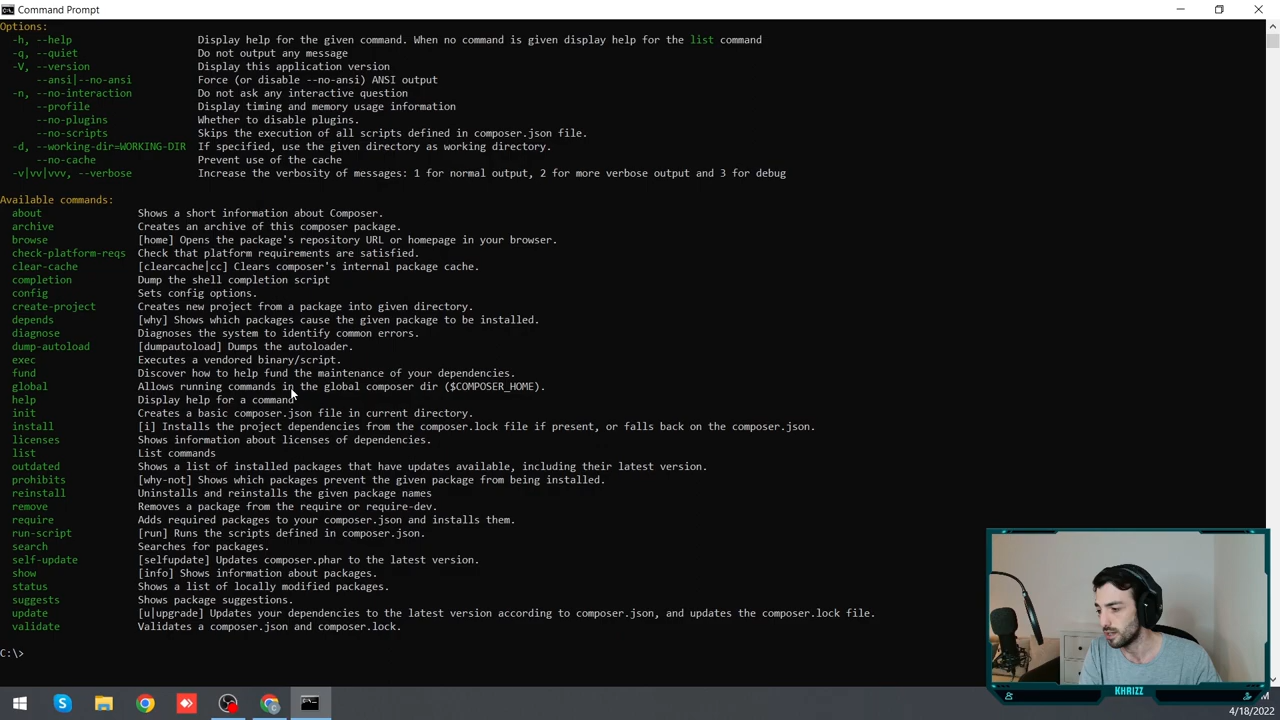 Command Prompt
Options:
-h, --help Display help for the given command. When no command is given display help for the list command
-q, --quiet Do not output any message
-V, --version Display this application version
--ansi|--no-ansi Force (or disable --no-ansi) ANSI output
-n, --no-interaction Do not ask any interactive question
--profile Display timing and memory usage information
--no-plugins Whether to disable plugins.
--no-scripts Skips the execution of all scripts defined in composer.json file.
-d, --working-dir=WORKING-DIR If specified, use the given directory as working directory.
--no-cache Prevent use of the cache
-v|vv|vvv, --verbose Increase the verbosity of messages: 1 for normal output, 2 for more verbose output and 3 for debug
Available commands:
about Shows a short information about Composer.
archive Creates an archive of this composer package.
browse [home] Opens the package's repository URL or homepage in your browser.
check-platform-reqs Check that platform requirements are satisfied.
clear-cache [clearcache|cc] Clears composer's internal package cache.
completion Dump the shell completion script
config Sets config options.
create-project Creates new project from a package into given directory.
depends [why] Shows which packages cause the given package to be installed.
diagnose Diagnoses the system to identify common errors.
dump-autoload [dumpautoload] Dumps the autoloader.
exec Executes a vendored binary/script.
fund Discover how to help fund the maintenance of your dependencies.
global Allows running commands in the global composer dir ($COMPOSER_HOME).
help Display help for a command
init Creates a basic composer.json file in current directory.
install [i] Installs the project dependencies from the composer.lock file if present, or falls back on the composer.json.
licenses Shows information about licenses of dependencies.
list List commands
outdated Shows a list of installed packages that have updates available, including their latest version.
prohibits [why-not] Shows which packages prevent the given package from being installed.
reinstall Uninstalls and reinstalls the given package names
remove Removes a package from the require or require-dev.
require Adds required packages to your composer.json and installs them.
run-script [run] Runs the scripts defined in composer.json.
search Searches for packages.
self-update [selfupdate] Updates composer.phar to the latest version.
show [info] Shows information about packages.
status Shows a list of locally modified packages.
suggests Shows package suggestions.
update [u|upgrade] Updates your dependencies to the latest version according to composer.json, and updates the composer.lock file.
validate Validates a composer.json and composer.lock.
C:\>
KHRIZZ
4/18/2022